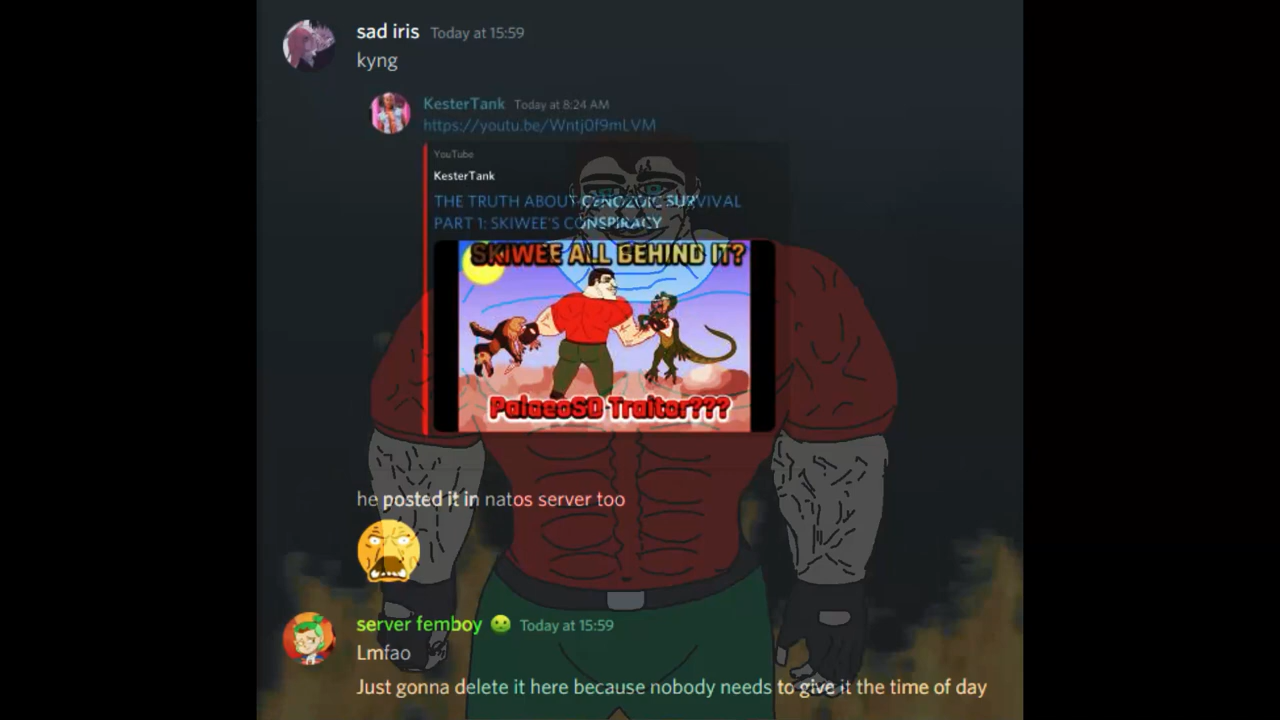 sad iris Today at 15:59
kyng
KesterTank Today at 8:24 AM
https://youtu.be/Wntj0f9mLVM
YouTube
KesterTank
THE TRUTH ABOUT CENOZOIC SURVIVAL
PART 1: SKIWEE'S CONSPIRACY
SKIWEE ALL BEHIND IT?
PalaeoSD Traitor???
he posted it in natos server too
server femboy Today at 15:59
Lmfao
Just gonna delete it here because nobody needs to give it the time of day